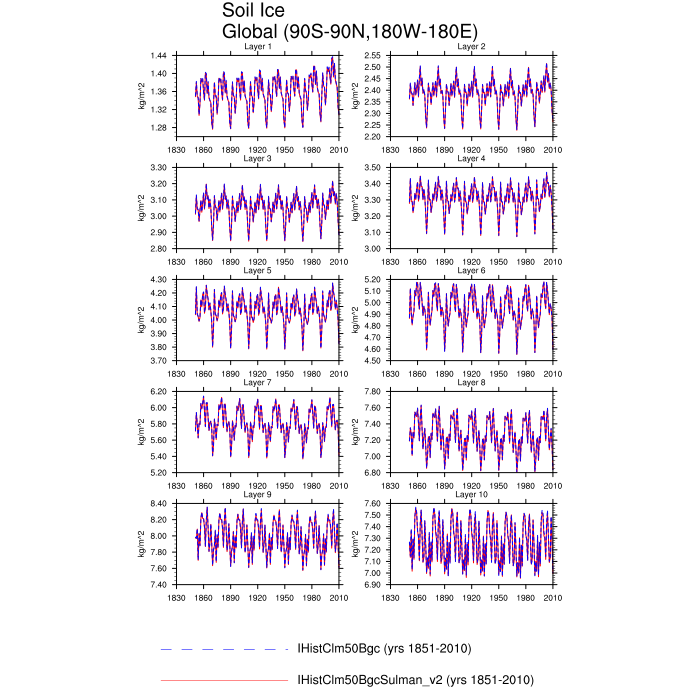 Soil Ice
Global (90S-90N,180W-180E)
Layer 1
Layer 2
kg/m^2
1.44
1.40
1.36
1.32
1.28
1830 1860 1890 1920 1950 1980 2010
kg/m^2
2.55
2.50
2.45
2.40
2.35
2.30
2.25
2.20
1830 1860 1890 1920 1950 1980 2010
Layer 3
Layer 4
kg/m^2
3.30
3.20
3.10
3.00
2.90
2.80
1830 1860 1890 1920 1950 1980 2010
kg/m^2
3.50
3.40
3.30
3.20
3.10
3.00
1830 1860 1890 1920 1950 1980 2010
Layer 5
Layer 6
kg/m^2
4.30
4.20
4.10
4.00
3.90
3.80
3.70
1830 1860 1890 1920 1950 1980 2010
kg/m^2
5.20
5.10
5.00
4.90
4.80
4.70
4.60
4.50
1830 1860 1890 1920 1950 1980 2010
Layer 7
Layer 8
kg/m^2
6.20
6.00
5.80
5.60
5.40
5.20
1830 1860 1890 1920 1950 1980 2010
kg/m^2
7.80
7.60
7.40
7.20
7.00
6.80
1830 1860 1890 1920 1950 1980 2010
Layer 9
Layer 10
kg/m^2
8.40
8.20
8.00
7.80
7.60
7.40
1830 1860 1890 1920 1950 1980 2010
kg/m^2
7.60
7.50
7.40
7.30
7.20
7.10
7.00
6.90
1830 1860 1890 1920 1950 1980 2010
IHistClm50Bgc (yrs 1851-2010)
IHistClm50BgcSulman_v2 (yrs 1851-2010)